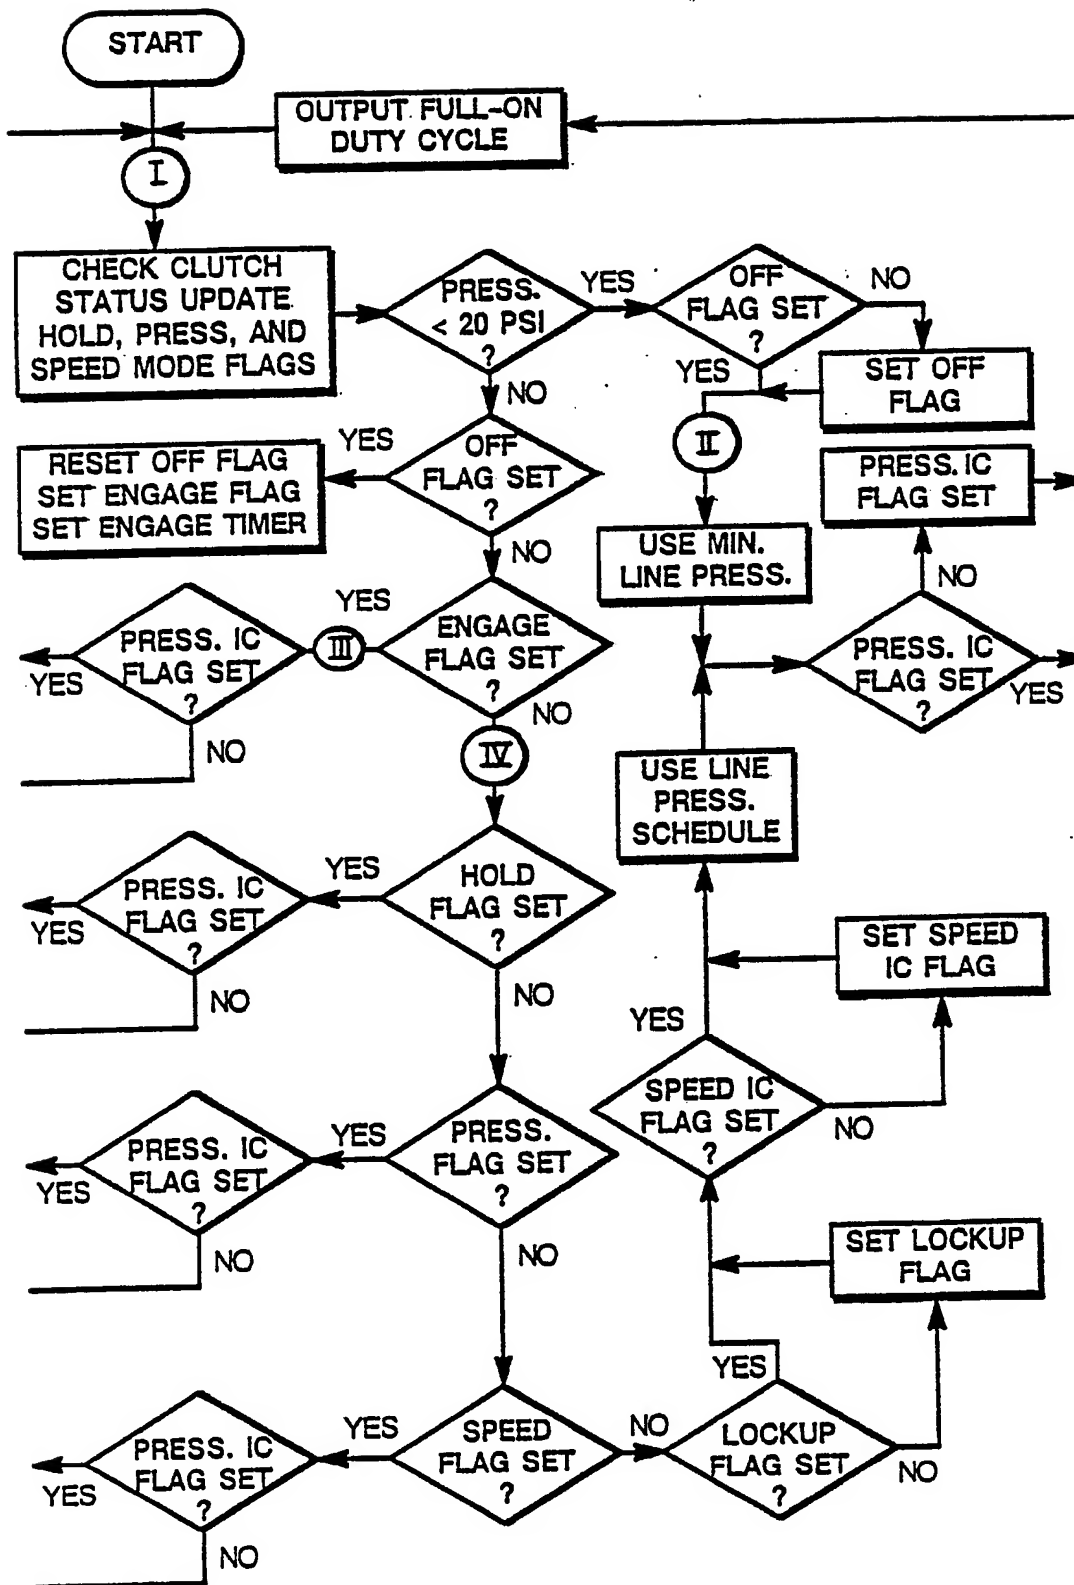 START
OUTPUT FULL-ON
DUTY CYCLE
I
CHECK CLUTCH
STATUS UPDATE
HOLD, PRESS, AND
SPEED MODE FLAGS
PRESS.
< 20 PSI
?
YES
OFF
FLAG SET
?
NO
YES
SET OFF
FLAG
NO
YES
OFF
FLAG SET
?
II
PRESS. IC
FLAG SET
RESET OFF FLAG
SET ENGAGE FLAG
SET ENGAGE TIMER
NO
USE MIN.
LINE PRESS.
NO
YES
PRESS. IC
FLAG SET
?
YES
III
ENGAGE
FLAG SET
?
PRESS. IC
FLAG SET
?
YES
NO
NO
IV
USE LINE
PRESS.
SCHEDULE
PRESS. IC
FLAG SET
?
YES
YES
HOLD
FLAG SET
?
SET SPEED
IC FLAG
NO
NO
YES
SPEED IC
FLAG SET
?
NO
PRESS. IC
FLAG SET
?
YES
YES
PRESS.
FLAG SET
?
NO
NO
SET LOCKUP
FLAG
YES
PRESS. IC
FLAG SET
?
YES
YES
SPEED
FLAG SET
?
NO
LOCKUP
FLAG SET
?
NO
NO